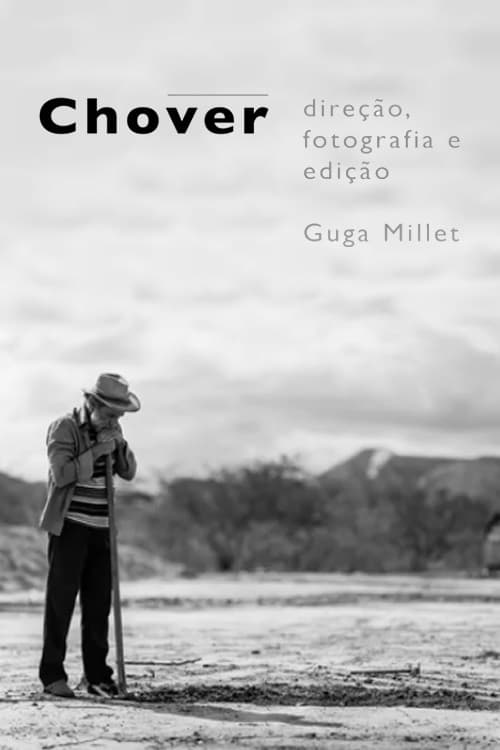 Chover
direção,
fotografia e
edição
Guga Millet